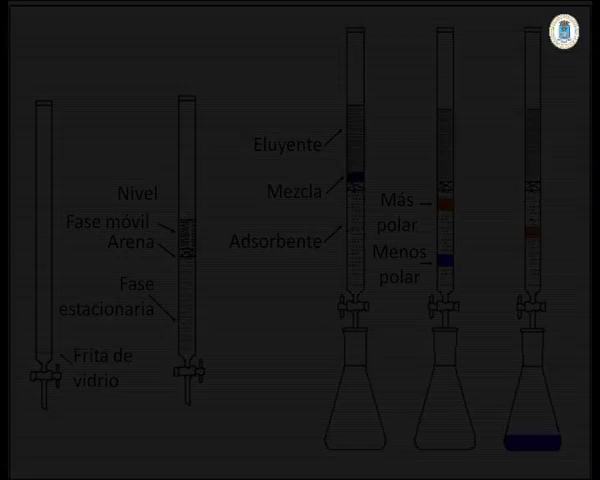 Nivel
Fase móvil
Arena
Fase
estacionaria
Frita de
vidrio
Eluyente
Mezcla
Adsorbente
Más
polar
Menos
polar